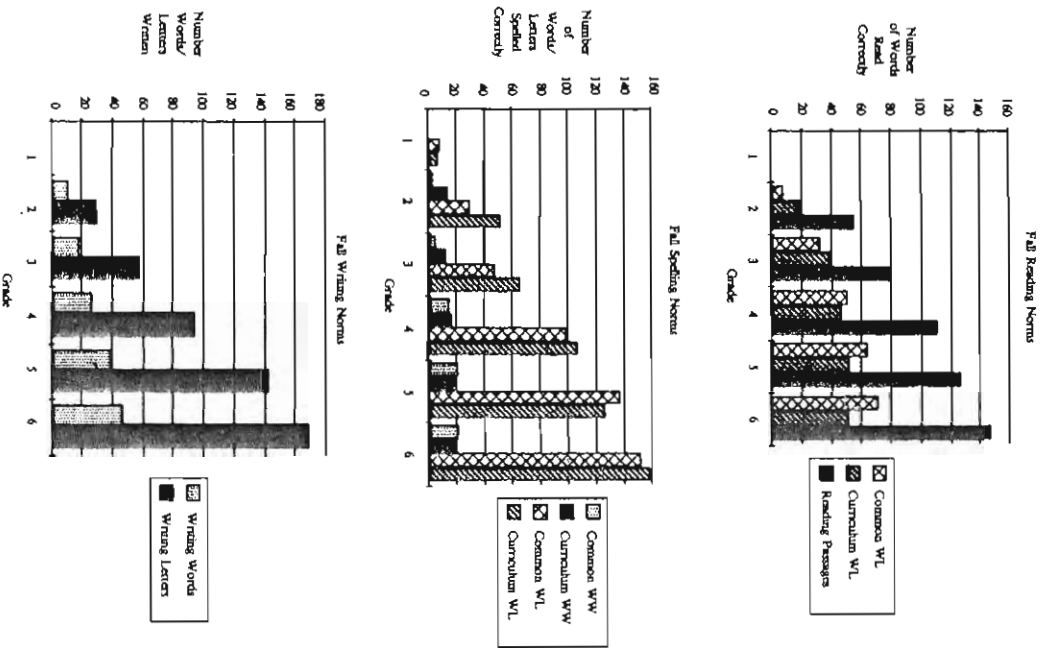 Fall Reading Norms
Number
of Words
Read
Correctly
160
140
120
100
80
60
40
20
0
1 2 3 4 5 6
Grade
Common WL
Curriculum WL
Reading Passages
Fall Spelling Norms
Number
of
Words/
Letters
Spelled
Correctly
160
140
120
100
80
60
40
20
0
1 2 3 4 5 6
Grade
Common WW
Curriculum WW
Common WL
Curriculum WL
Fall Writing Norms
Number
Words/
Letters
Written
180
160
140
120
100
80
60
40
20
0
1 2 3 4 5 6
Grade
Writing Words
Writing Letters